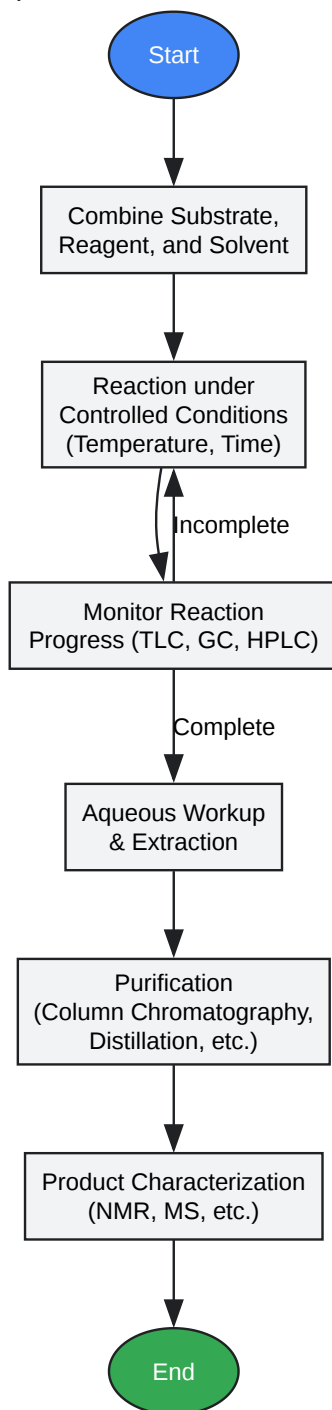 Start
Combine Substrate,
Reagent, and Solvent
Reaction under
Controlled Conditions
(Temperature, Time)
Incomplete
Monitor Reaction
Progress (TLC, GC, HPLC)
Complete
Aqueous Workup
& Extraction
Purification
(Column Chromatography,
Distillation, etc.)
Product Characterization
(NMR, MS, etc.)
End